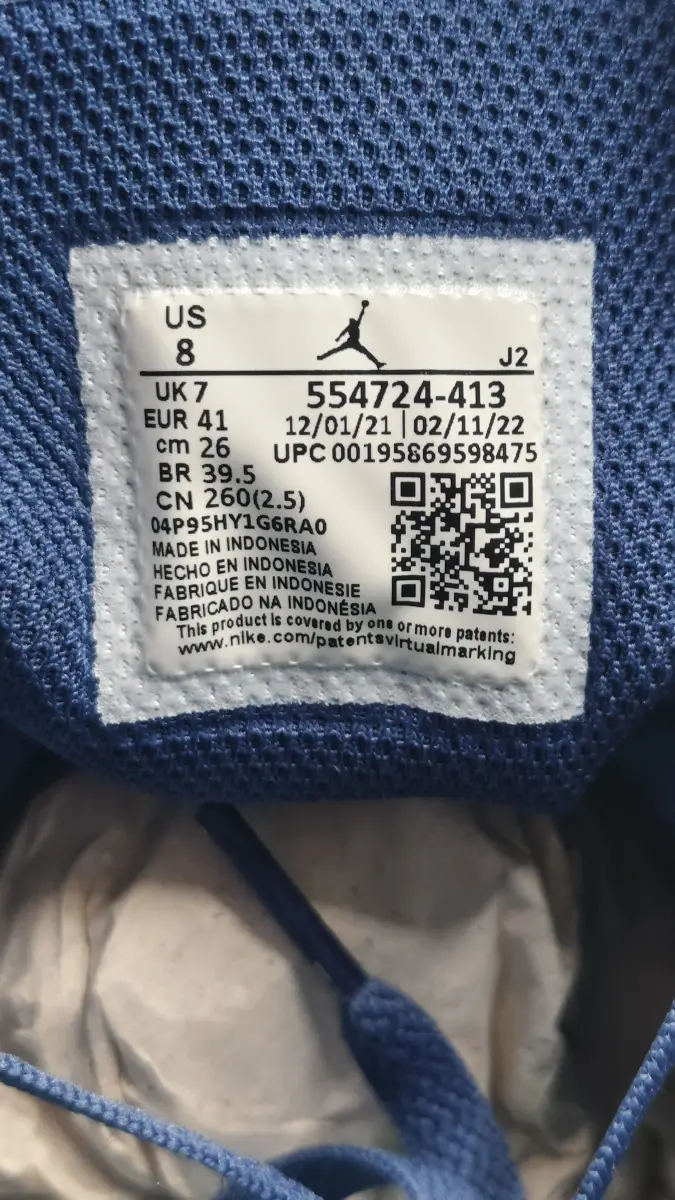 US
8
J2
UK 7
554724-413
EUR 41
12/01/21 | 02/11/22
cm 26
UPC 00195869598475
BR 39.5
CN 260(2.5)
04P95HY1G6RA0
MADE IN INDONESIA
HECHO EN INDONESIA
FABRIQUE EN INDONESIE
FABRICADO NA INDONÉSIA
This product is covered by one or more patents:
www.nike.com/patentsvirtualmarking